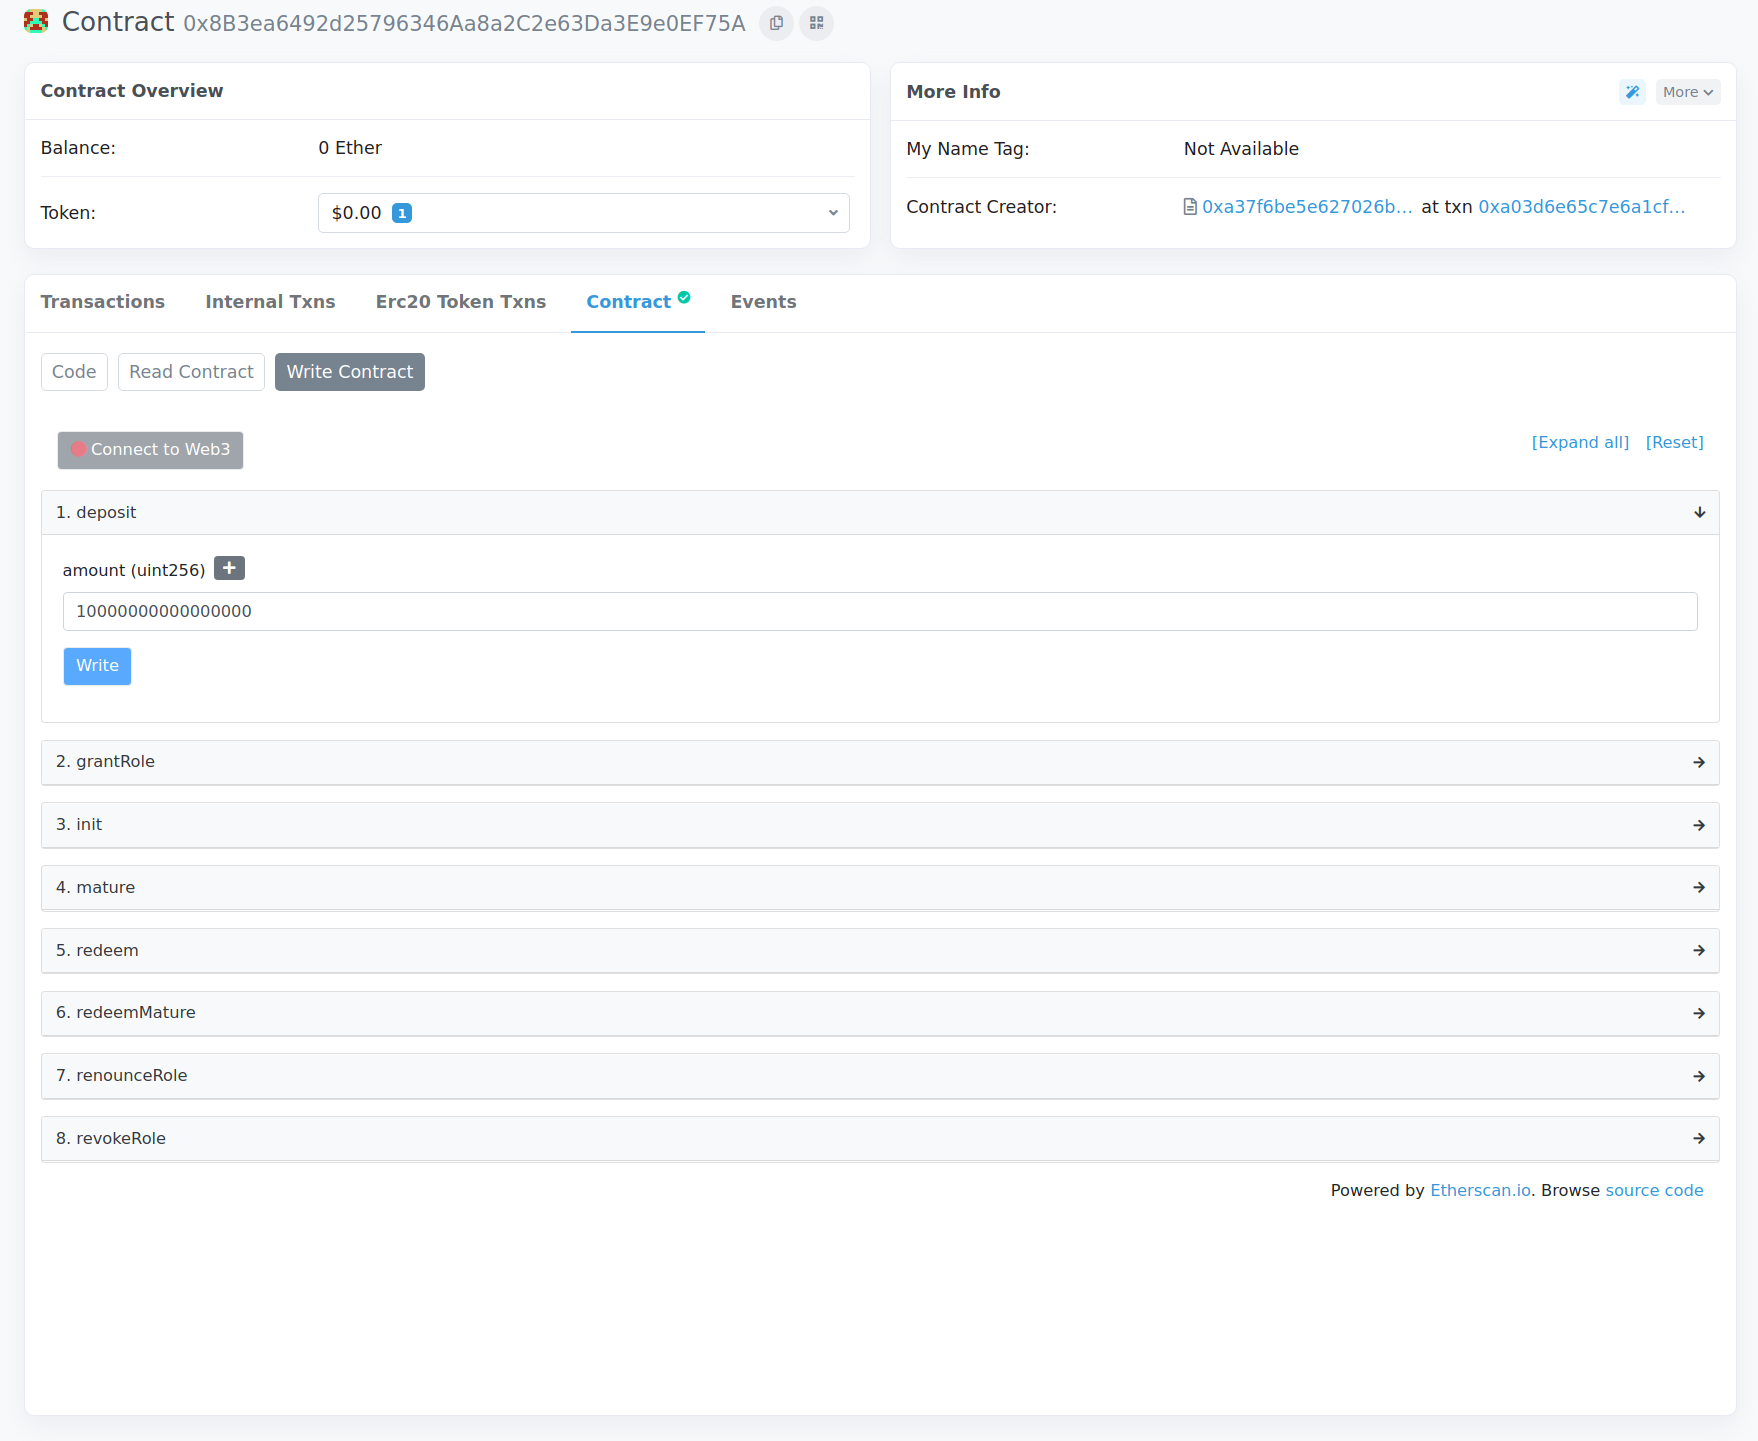 Contract 0x8B3ea6492d25796346Aa8a2C2e63Da3E9e0EF75A
Contract Overview
Balance: 0 Ether
Token: $0.00 1
More Info
More
My Name Tag: Not Available
Contract Creator: 0xa37f6be5e627026b... at txn 0xa03d6e65c7e6a1cf...
Transactions Internal Txns Erc20 Token Txns Contract Events
Code Read Contract Write Contract
Connect to Web3 [Expand all] [Reset]
1. deposit
amount (uint256) +
10000000000000000
Write
2. grantRole
3. init
4. mature
5. redeem
6. redeemMature
7. renounceRole
8. revokeRole
Powered by Etherscan.io. Browse source code